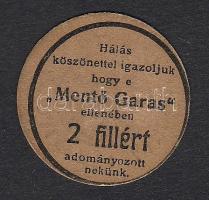 Hálás
köszönettel igazoljuk
hogy e
„Mentő Garas"
ellenében
2 fillért
adományozott
nekünk.